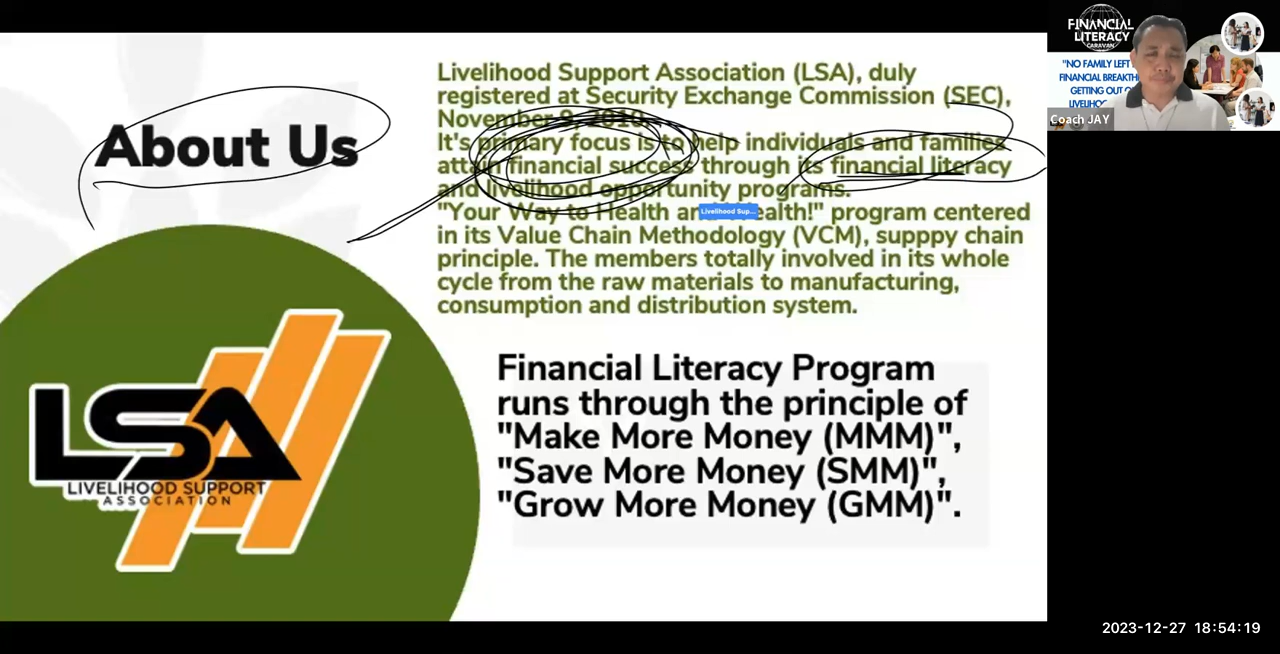 About Us
Livelihood Support Association (LSA), duly
registered at Security Exchange Commission (SEC),
November 9, 2010.
It's primary focus is to help individuals and families
attain financial success through its financial literacy
and livelihood opportunity programs.
"Your Way to Health and Wealth!" program centered
Livelihood Sup...
in its Value Chain Methodology (VCM), supppy chain
principle. The members totally involved in its whole
cycle from the raw materials to manufacturing,
consumption and distribution system.
Financial Literacy Program
runs through the principle of
"Make More Money (MMM)",
"Save More Money (SMM)",
"Grow More Money (GMM)".
LSA
LIVELIHOOD SUPPORT
ASSOCIATION
FINANCIAL
LITERACY
CARAVAN
"NO FAMILY LEFT
FINANCIAL BREAKTH
GETTING OUT O
LIVELIHOO
Coach JAY
2023-12-27 18:54:19